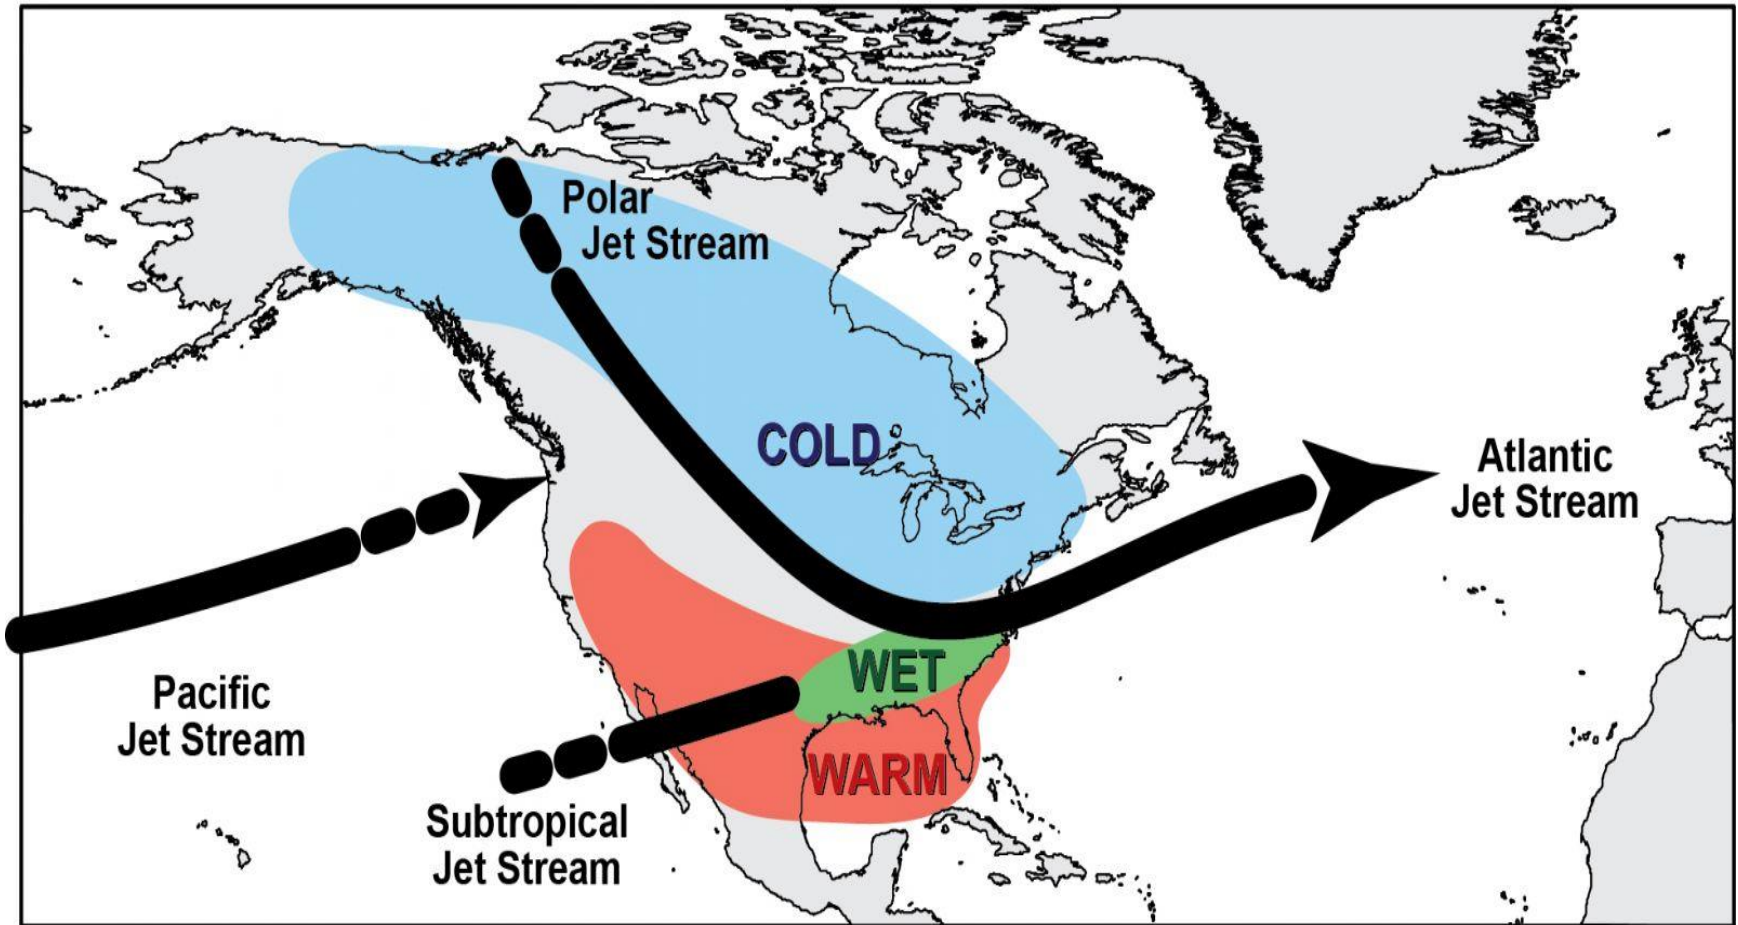 Polar
Jet Stream
COLD
Atlantic
Jet Stream
WET
Pacific
Jet Stream
WARM
Subtropical
Jet Stream